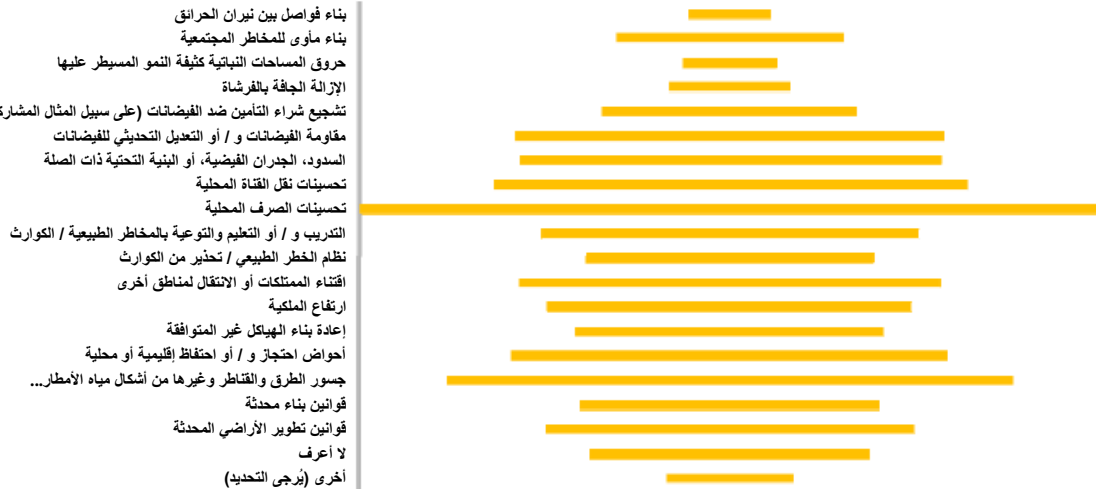 بناء فواصل بين نيران الحرائق
بناء مأوى للمخاطر المجتمعية
حروق المساحات النباتية كثيفة النمو المسيطر عليها
الإزالة الجافة بالفرشاة
تشجيع شراء التأمين ضد الفيضانات (على سبيل المثال المشارك
مقاومة الفيضانات و / أو التعديل التحديثي للفيضانات
السدود، الجدران الفيضية، أو البنية التحتية ذات الصلة
تحسينات نقل القناة المحلية
تحسينات الصرف المحلية
التدريب و / أو التعليم والتوعية بالمخاطر الطبيعية / الكوارث
نظام الخطر الطبيعي / تحذير من الكوارث
اقتناء الممتلكات أو الانتقال لمناطق أخرى
ارتفاع الملكية
إعادة بناء الهياكل غير المتوافقة
أحواض احتجاز و / أو احتفاظ إقليمية أو محلية
جسور الطرق والقناطر وغيرها من أشكال مياه الأمطار...
قوانين بناء محدثة
قوانين تطوير الأراضي المحدثة
لا أعرف
أخرى (يُرجى التحديد)